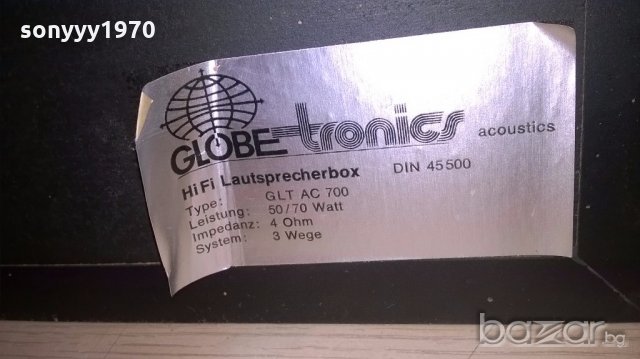 sonyyy1970
GLOBE-tronics acoustics
HiFi Lautsprecherbox DIN 45500
Type: GLT AC 700
Leistung: 50/70 Watt
Impedanz: 4 Ohm
System: 3 Wege
bazar.bg